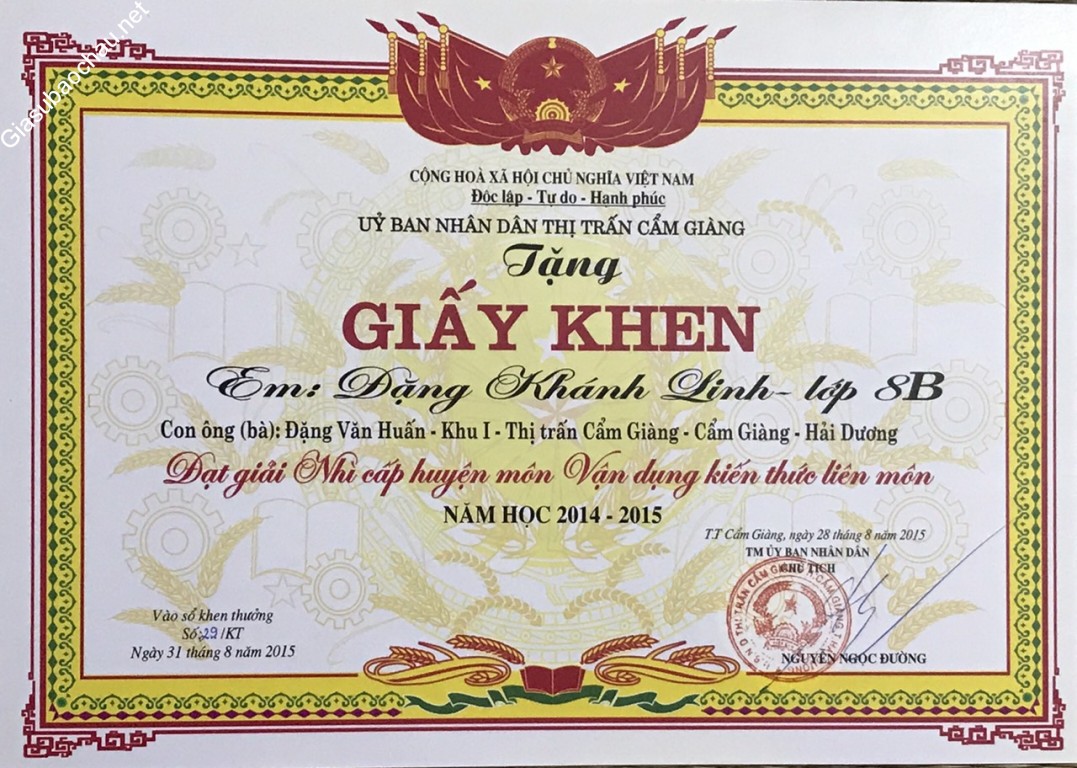 Giasubaochau.net
CỘNG HOÀ XÃ HỘI CHỦ NGHĨA VIỆT NAM
Độc lập - Tự do - Hạnh phúc
UỶ BAN NHÂN DÂN THỊ TRẤN CẨM GIÀNG
Tặng
GIẤY KHEN
Em: Đặng Khánh Linh- lớp 8B
Con ông (bà): Đặng Văn Huấn - Khu I - Thị trấn Cẩm Giàng - Cẩm Giàng - Hải Dương
Đạt giải Nhì cấp huyện môn Vận dụng kiến thức liên môn
NĂM HỌC 2014 - 2015
T.T Cẩm Giàng, ngày 28 tháng 8 năm 2015
TM ỦY BAN NHÂN DÂN
CHỦ TỊCH
NGUYỄN NGỌC ĐƯỜNG
Vào sổ khen thưởng
Số:29/KT
Ngày 31 tháng 8 năm 2015